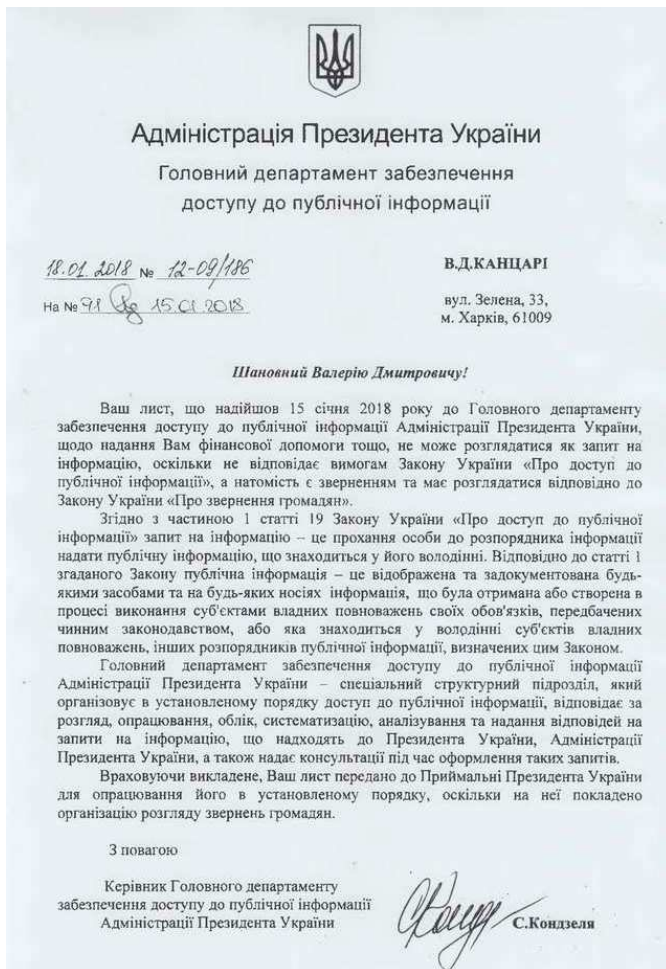 Адміністрація Президента України
Головний департамент забезпечення
доступу до публічної інформації
18.01.2018 № 12-09/186
На № 91 від 15.01.2018
В.Д.КАНЦАРІ
вул. Зелена, 33,
м. Харків, 61009
Шановний Валерію Дмитровичу!
Ваш лист, що надійшов 15 січня 2018 року до Головного департаменту
забезпечення доступу до публічної інформації Адміністрації Президента України,
щодо надання Вам фінансової допомоги тощо, не може розглядатися як запит на
інформацію, оскільки не відповідає вимогам Закону України «Про доступ до
публічної інформації», а натомість є зверненням та має розглядатися відповідно до
Закону України «Про звернення громадян».
Згідно з частиною 1 статті 19 Закону України «Про доступ до публічної
інформації» запит на інформацію – це прохання особи до розпорядника інформації
надати публічну інформацію, що знаходиться у його володінні. Відповідно до статті 1
згаданого Закону публічна інформація – це відображена та задокументована будь-
якими засобами та на будь-яких носіях інформація, що була отримана або створена в
процесі виконання суб'єктами владних повноважень своїх обов'язків, передбачених
чинним законодавством, або яка знаходиться у володінні суб'єктів владних
повноважень, інших розпорядників публічної інформації, визначених цим Законом.
Головний департамент забезпечення доступу до публічної інформації
Адміністрації Президента України – спеціальний структурний підрозділ, який
організовує в установленому порядку доступ до публічної інформації, відповідає за
розгляд, опрацювання, облік, систематизацію, аналізування та надання відповідей на
запити на інформацію, що надходять до Президента України, Адміністрації
Президента України, а також надає консультації під час оформлення таких запитів.
Враховуючи викладене, Ваш лист передано до Приймальні Президента України
для опрацювання його в установленому порядку, оскільки на неї покладено
організацію розгляду звернень громадян.
З повагою
Керівник Головного департаменту
забезпечення доступу до публічної інформації
Адміністрації Президента України
С.Кондзеля